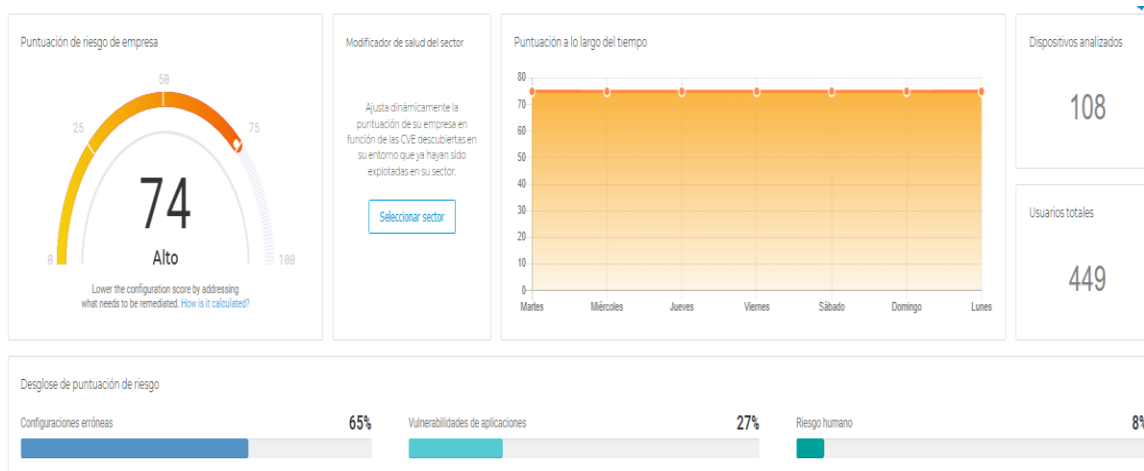 Puntuación de riesgo de empresa
50
25
75
0
100
74
Alto
Lower the configuration score by addressing
what needs to be remediated. How is it calculated?
Modificador de salud del sector
Ajusta dinámicamente la
puntuación de su empresa en
función de las CVE descubiertas en
su entorno que ya hayan sido
explotadas en su sector.
Seleccionar sector
Puntuación a lo largo del tiempo
80
70
60
50
40
30
20
10
0
Martes Miércoles Jueves Viernes Sábado Domingo Lunes
Dispositivos analizados
108
Usuarios totales
449
Desglose de puntuación de riesgo
Configuraciones erróneas 65%
Vulnerabilidades de aplicaciones 27%
Riesgo humano 8%